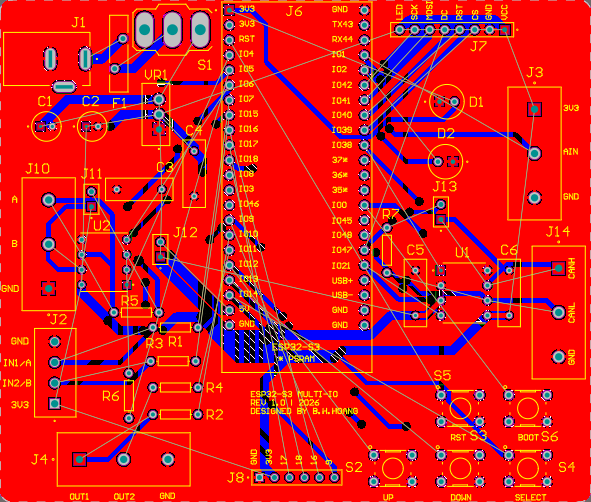 J1
S1
VR1
C1
C2
F1
C4
C3
J10
A
B
GND
J11
U2
J12
R5
J2
GND
IN1/A
IN2/B
3V3
R3
R1
R4
R6
R2
J4
OUT1
OUT2
GND
J6
3V3
3V3
RST
IO4
IO5
IO6
IO7
IO15
IO16
IO17
IO18
IO8
IO3
IO46
IO9
IO10
IO11
IO12
IO13
IO14
5V
GND
GND
TX43
RX44
IO1
IO2
IO42
IO41
IO40
IO39
IO38
37*
36*
35*
IO0
IO45
IO48
IO47
IO21
USB+
USB-
GND
GND
ESP32-S3
* PSRAM
ESP32-S3 MULTI-IO
REV 1.0 | 2026
DESIGNED BY B.H.HOANG
LED
SCK
MOSI
DC
RST
CS
GND
VCC
J7
J3
3V3
AIN
GND
D1
D2
J13
R7
C5
U1
C6
J14
CANH
CANL
GND
J8
GND
3V3
17
18
16
S5
RST
S3
BOOT
S6
S2
UP
DOWN
S4
SELECT